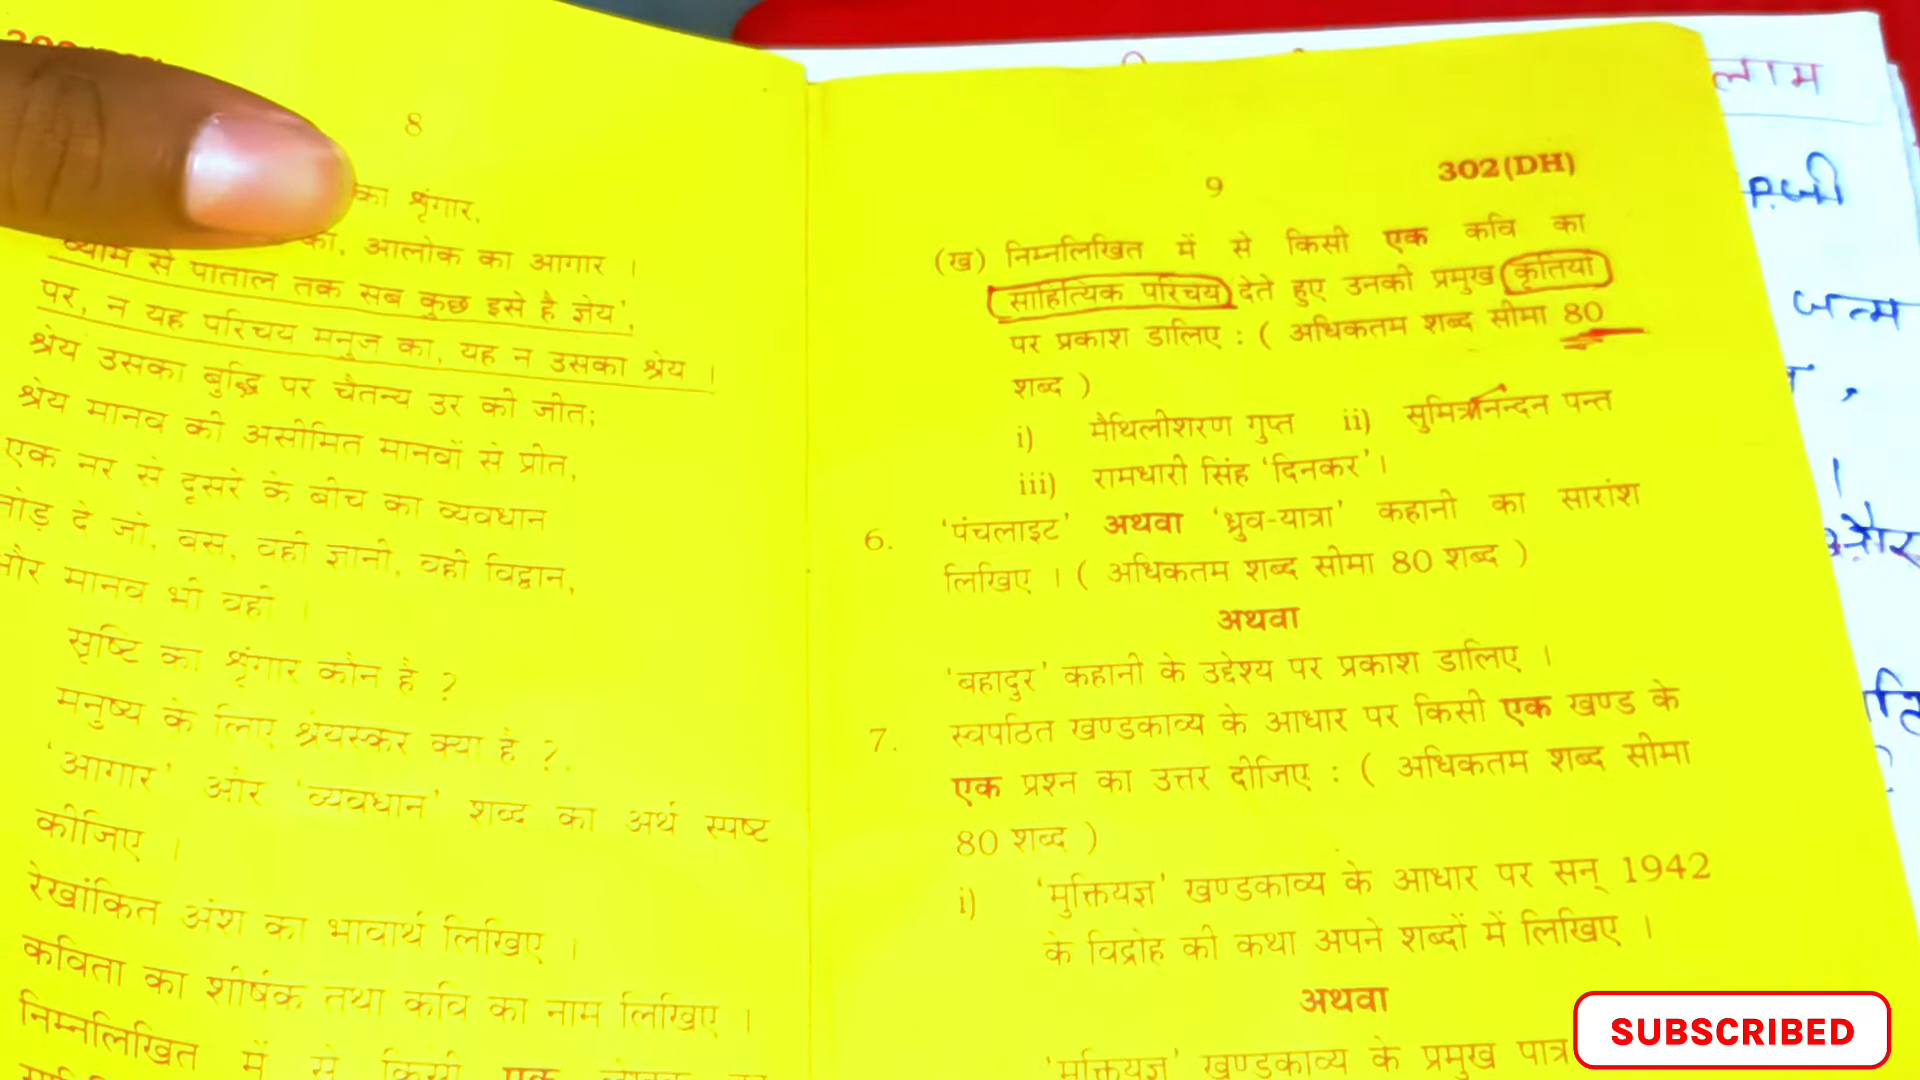 8
का शृंगार,
व्योम से पाताल तक सब कुछ इसे है ज्ञेय',
का, आलोक का आगार ।
पर, न यह परिचय मनुज का, यह न उसका श्रेय ।
श्रेय उसका बुद्धि पर चैतन्य उर की जीत;
श्रेय मानव की असीमित मानवों से प्रीत,
एक नर से दूसरे के बीच का व्यवधान
तोड़ दे जो, बस, वही ज्ञानी, वही विद्वान,
और मानव भी वही ।
सृष्टि का शृंगार कौन है ?
मनुष्य के लिए श्रेयस्कर क्या है ?
'आगार' और 'व्यवधान' शब्द का अर्थ स्पष्ट
कीजिए ।
रेखांकित अंश का भावार्थ लिखिए ।
कविता का शीर्षक तथा कवि का नाम लिखिए ।
निम्नलिखित में से किसी एक
9
302(DH)
(ख) निम्नलिखित में से किसी एक कवि का
साहित्यिक परिचय देते हुए उनकी प्रमुख कृतियों
पर प्रकाश डालिए : ( अधिकतम शब्द सीमा 80
शब्द )
i) मैथिलीशरण गुप्त ii) सुमित्रानन्दन पन्त
iii) रामधारी सिंह 'दिनकर'।
6. 'पंचलाइट' अथवा 'ध्रुव-यात्रा' कहानी का सारांश
लिखिए । ( अधिकतम शब्द सीमा 80 शब्द )
अथवा
'बहादुर' कहानी के उद्देश्य पर प्रकाश डालिए ।
7. स्वपठित खण्डकाव्य के आधार पर किसी एक खण्ड के
एक प्रश्न का उत्तर दीजिए : ( अधिकतम शब्द सीमा
80 शब्द )
i) 'मुक्तियज्ञ' खण्डकाव्य के आधार पर सन् 1942
के विद्रोह की कथा अपने शब्दों में लिखिए ।
अथवा
'मुक्तियज्ञ' खण्डकाव्य के प्रमुख पात्र
जन्म
और
SUBSCRIBED